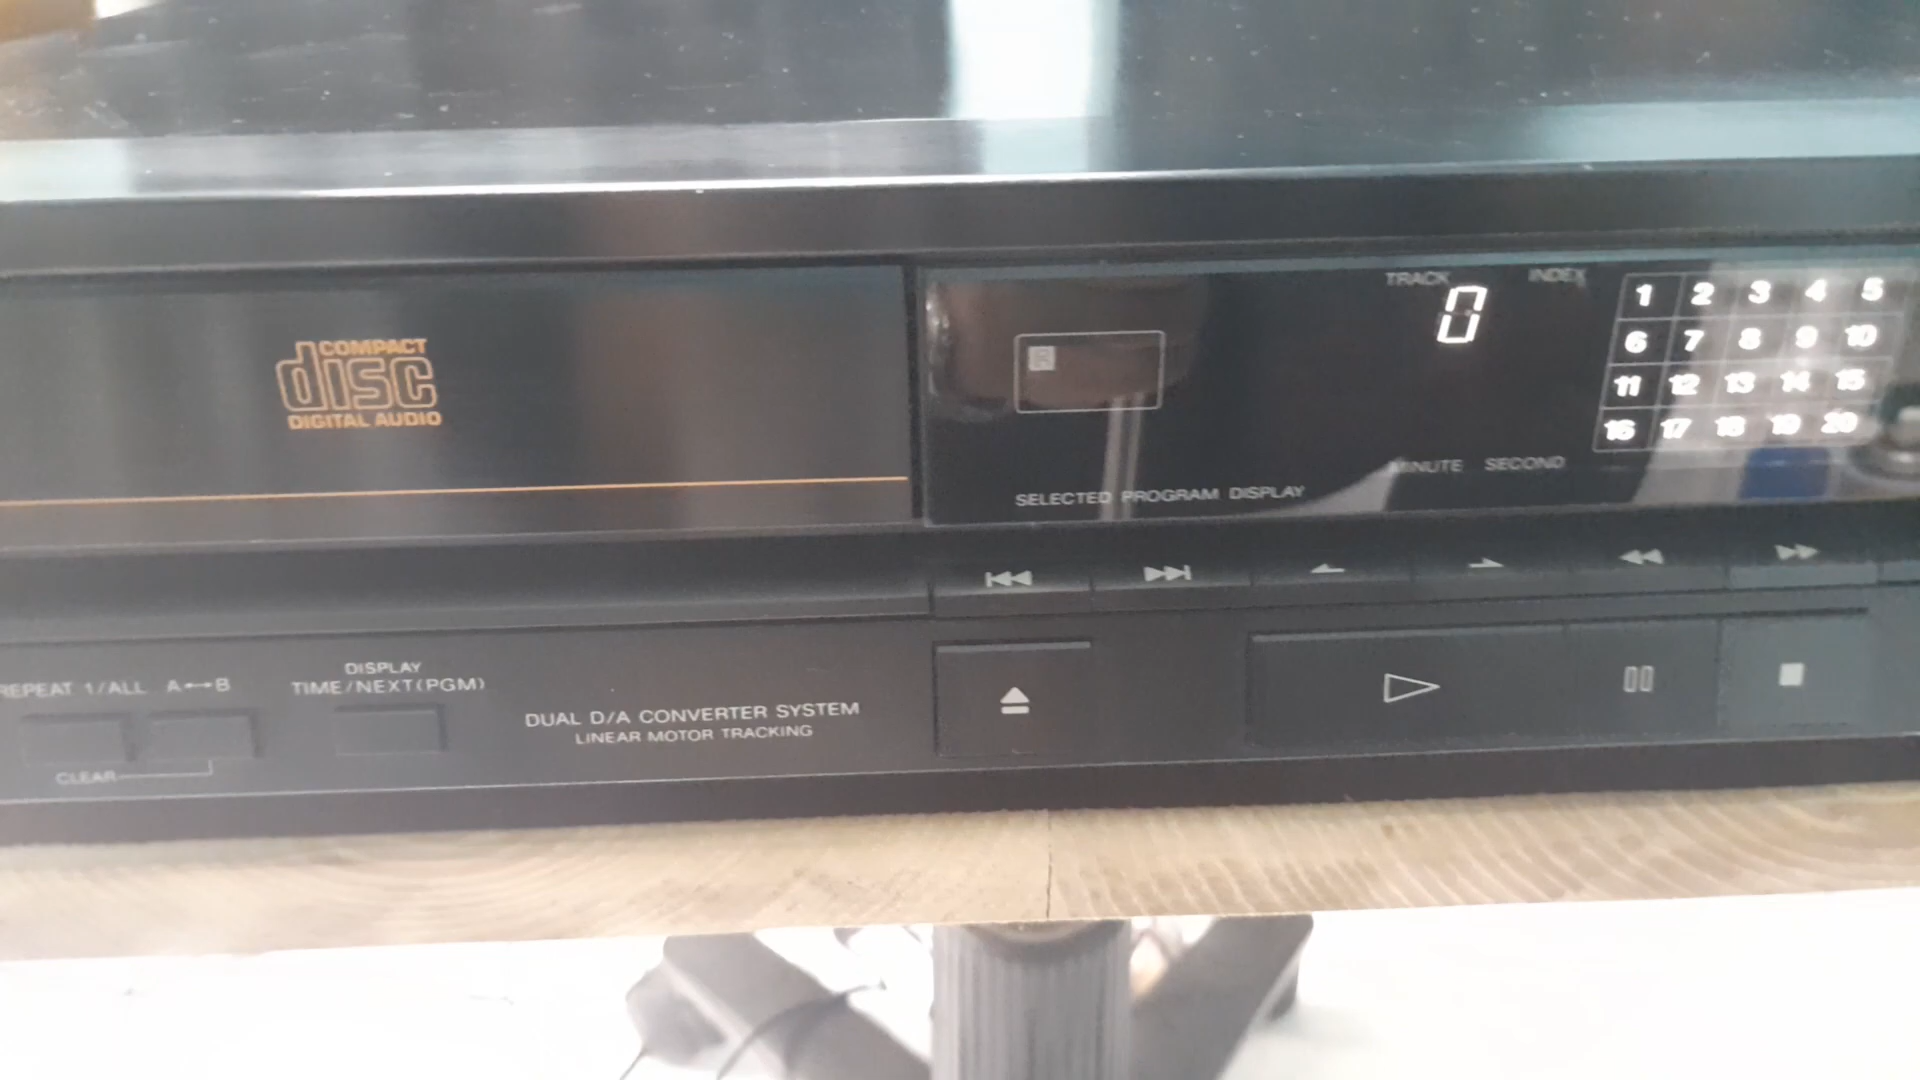 COMPACT
disc
DIGITAL AUDIO
R
TRACK INDEX
0
1 2 3 4 5
6 7 8 9 10
11 12 13 14 15
16 17 18 19 20
MINUTE SECOND
SELECTED PROGRAM DISPLAY
REPEAT 1/ALL A↔B
DISPLAY
TIME/NEXT(PGM)
CLEAR
DUAL D/A CONVERTER SYSTEM
LINEAR MOTOR TRACKING